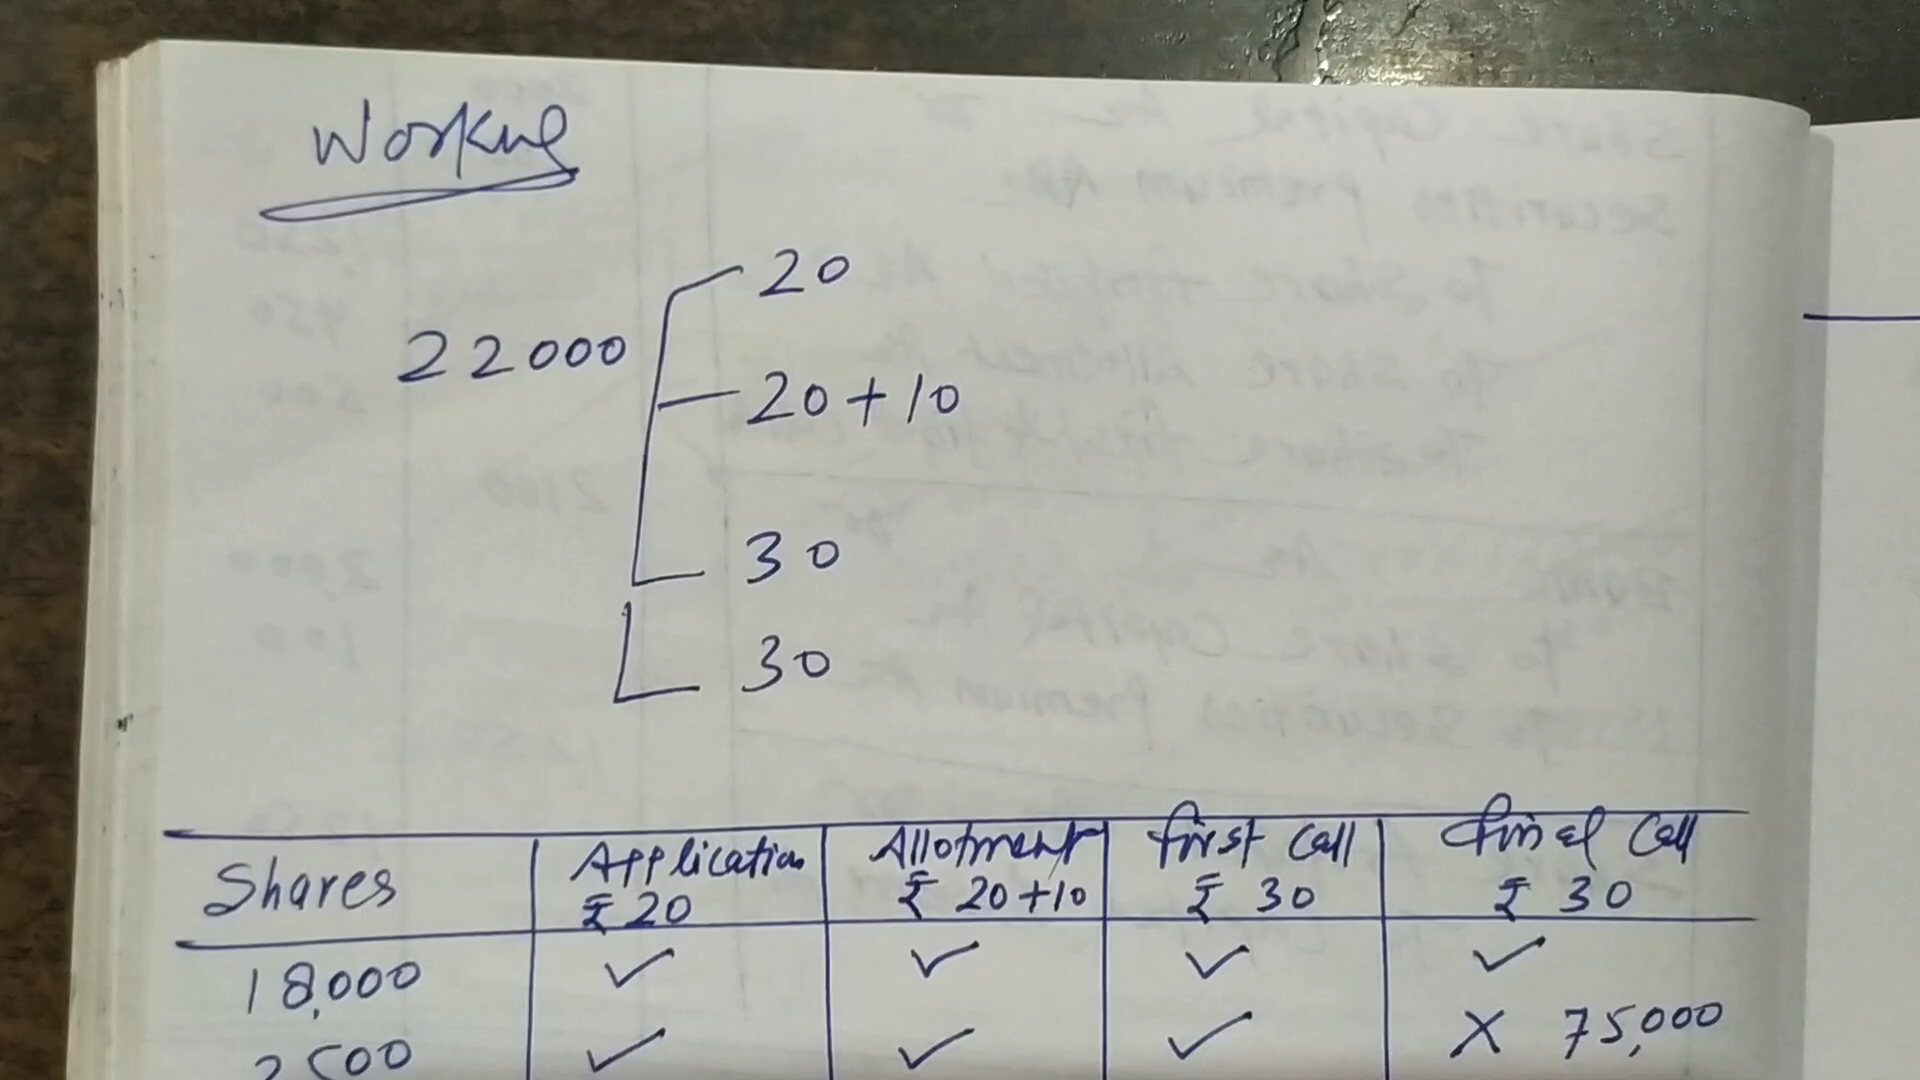 Working
20
22000
20+10
30
30
Shares Application Allotment First Call Final Call
₹ 20 ₹ 20+10 ₹ 30 ₹ 30
18,000 ✓ ✓ ✓ ✓
2500 ✓ ✓ ✓ X 75,000